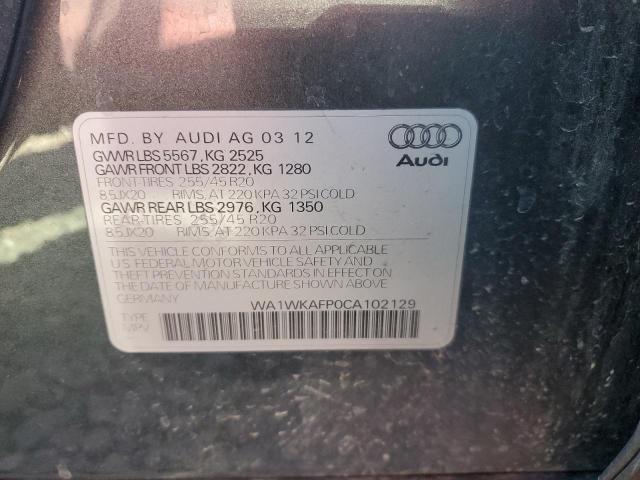 MFD. BY AUDI AG 03 12
GVWR LBS 5567, KG 2525
GAWR FRONT LBS 2822, KG 1280
FRONT-TIRES 255/45 R20
8.5JX20 RIMS, AT 220 KPA 32 PSI COLD
GAWR REAR LBS 2976, KG 1350
REAR-TIRES 255/45 R20
8.5JX20 RIMS, AT 220 KPA 32 PSI COLD
THIS VEHICLE CONFORMS TO ALL APPLICABLE
U.S. FEDERAL MOTOR VEHICLE SAFETY AND
THEFT PREVENTION STANDARDS IN EFFECT ON
THE DATE OF MANUFACTURE SHOWN ABOVE
GERMANY WA1WKAFP0CA102129
TYPE
MPV
Audi